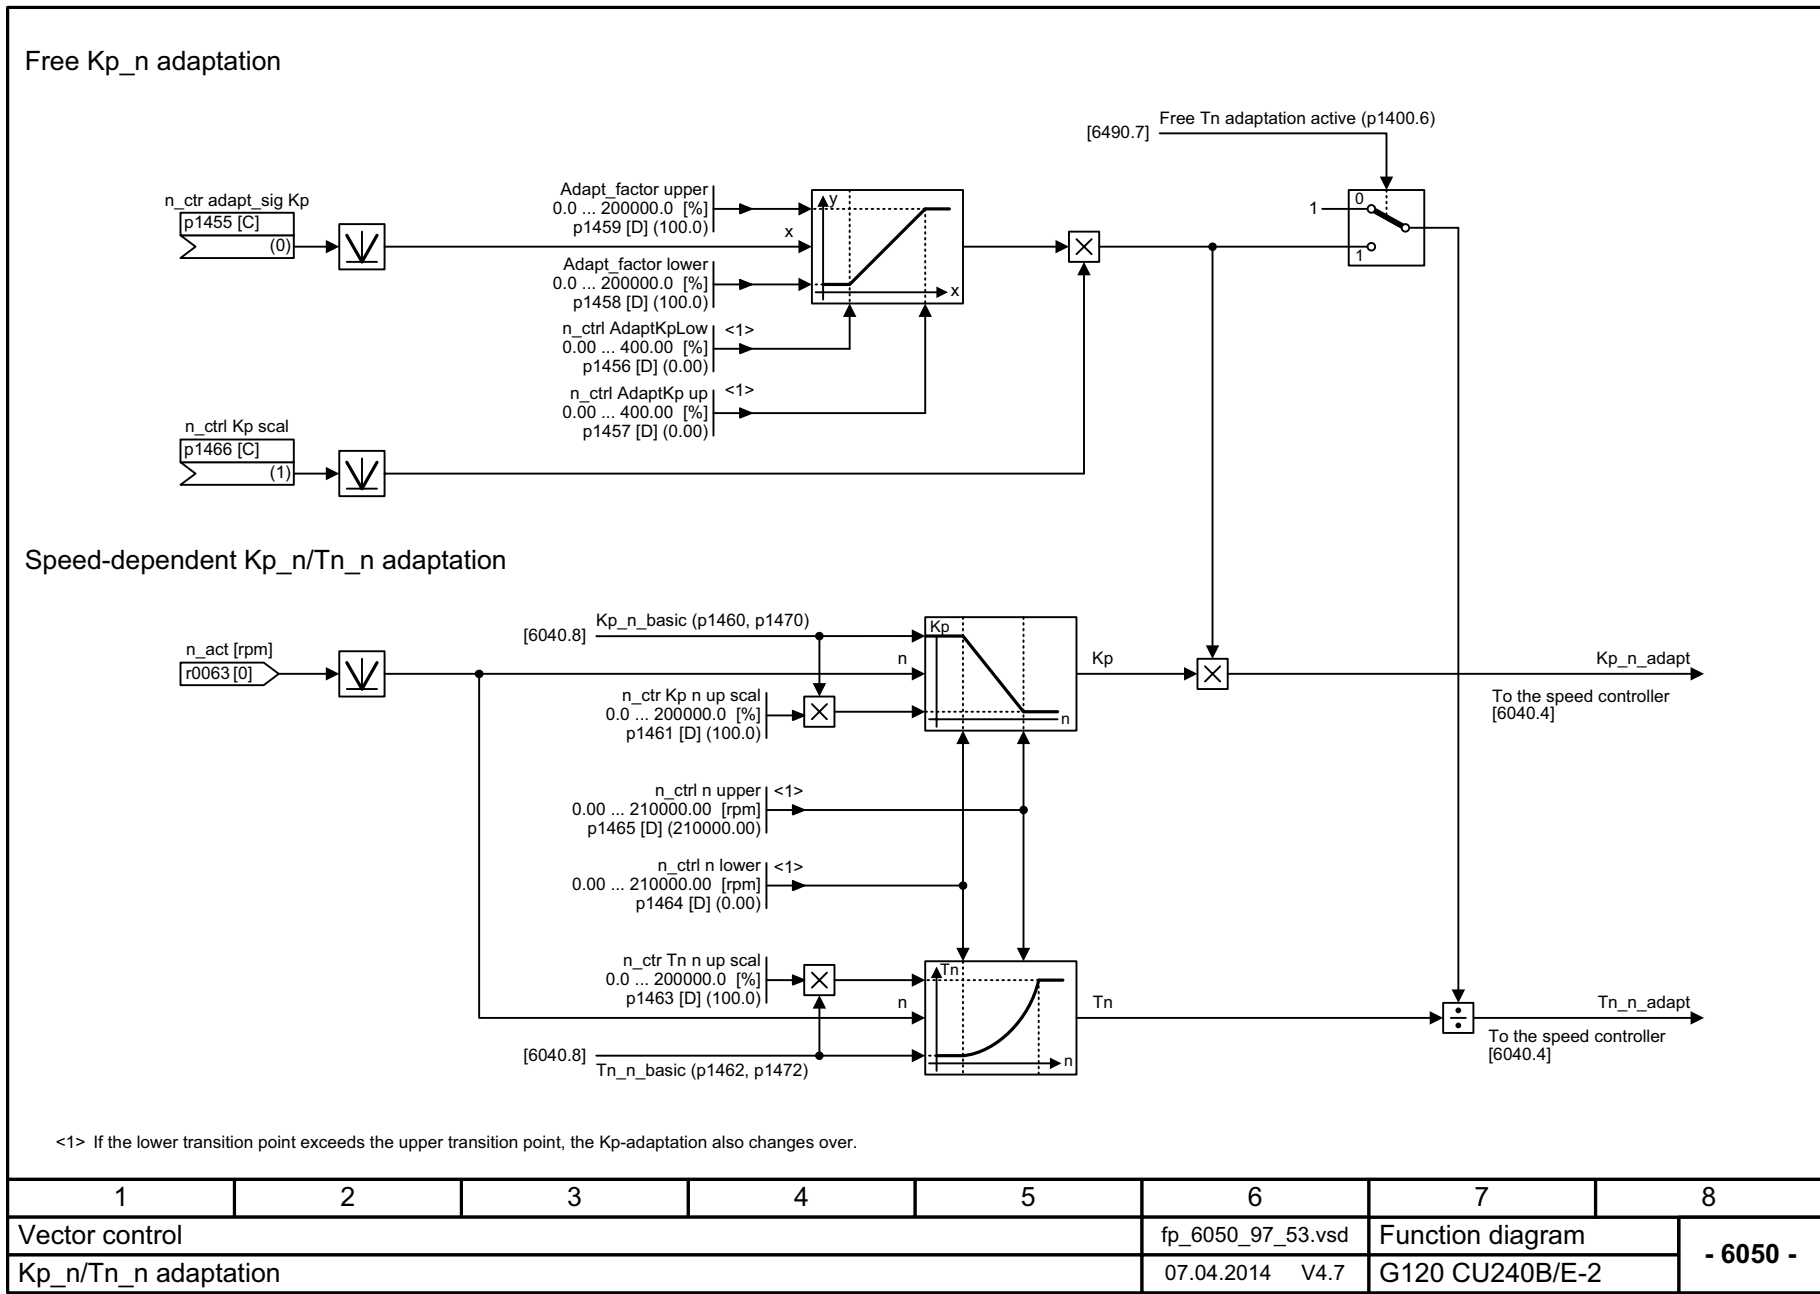 Free Kp_n adaptation
Free Tn adaptation active (p1400.6)
[6490.7]
n_ctr adapt_sig Kp
p1455 [C]
(0)
Adapt_factor upper
0.0 ... 200000.0 [%]
p1459 [D] (100.0)
x
Adapt_factor lower
0.0 ... 200000.0 [%]
p1458 [D] (100.0)
y
x
1
0
1
n_ctrl AdaptKpLow <1>
0.00 ... 400.00 [%]
p1456 [D] (0.00)
n_ctrl AdaptKp up <1>
0.00 ... 400.00 [%]
p1457 [D] (0.00)
n_ctrl Kp scal
p1466 [C]
(1)
Speed-dependent Kp_n/Tn_n adaptation
[6040.8] Kp_n_basic (p1460, p1470)
n_act [rpm]
r0063 [0]
n
Kp
n
Kp
Kp_n_adapt
To the speed controller
[6040.4]
n_ctr Kp n up scal
0.0 ... 200000.0 [%]
p1461 [D] (100.0)
n_ctrl n upper <1>
0.00 ... 210000.00 [rpm]
p1465 [D] (210000.00)
n_ctrl n lower <1>
0.00 ... 210000.00 [rpm]
p1464 [D] (0.00)
n_ctr Tn n up scal
0.0 ... 200000.0 [%]
p1463 [D] (100.0)
n
Tn
n
Tn
Tn_n_adapt
To the speed controller
[6040.4]
[6040.8]
Tn_n_basic (p1462, p1472)
<1> If the lower transition point exceeds the upper transition point, the Kp-adaptation also changes over.
1 2 3 4 5 6 7 8
Vector control
fp_6050_97_53.vsd
Function diagram
- 6050 -
Kp_n/Tn_n adaptation
07.04.2014 V4.7
G120 CU240B/E-2